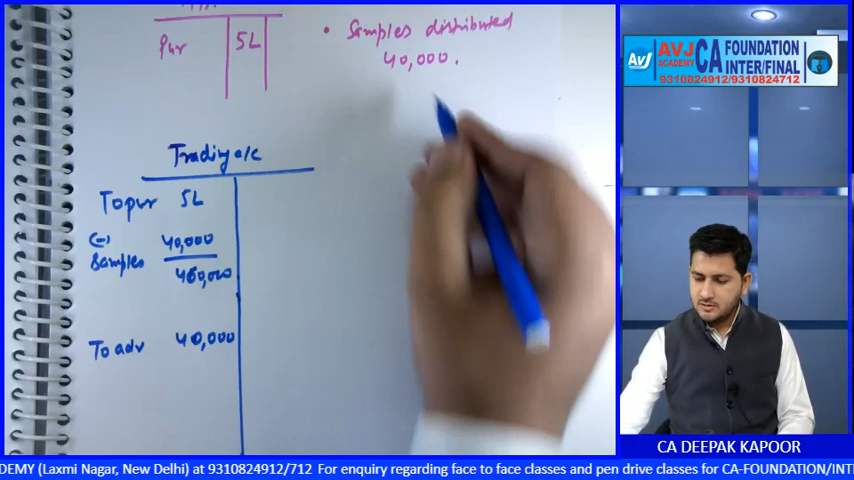 Pur 5L
• Samples distributed
40,000.
Trading a/c
To pur 5L
(-) Samples 40,000
460,000
To adv 40,000
AVJ
AVJ
ACADEMY
CA
FOUNDATION
INTER/FINAL
9310824912/9310824712
CA DEEPAK KAPOOR
DEMY (Laxmi Nagar, New Delhi) at 9310824912/712 For enquiry regarding face to face classes and pen drive classes for CA-FOUNDATION/INTE